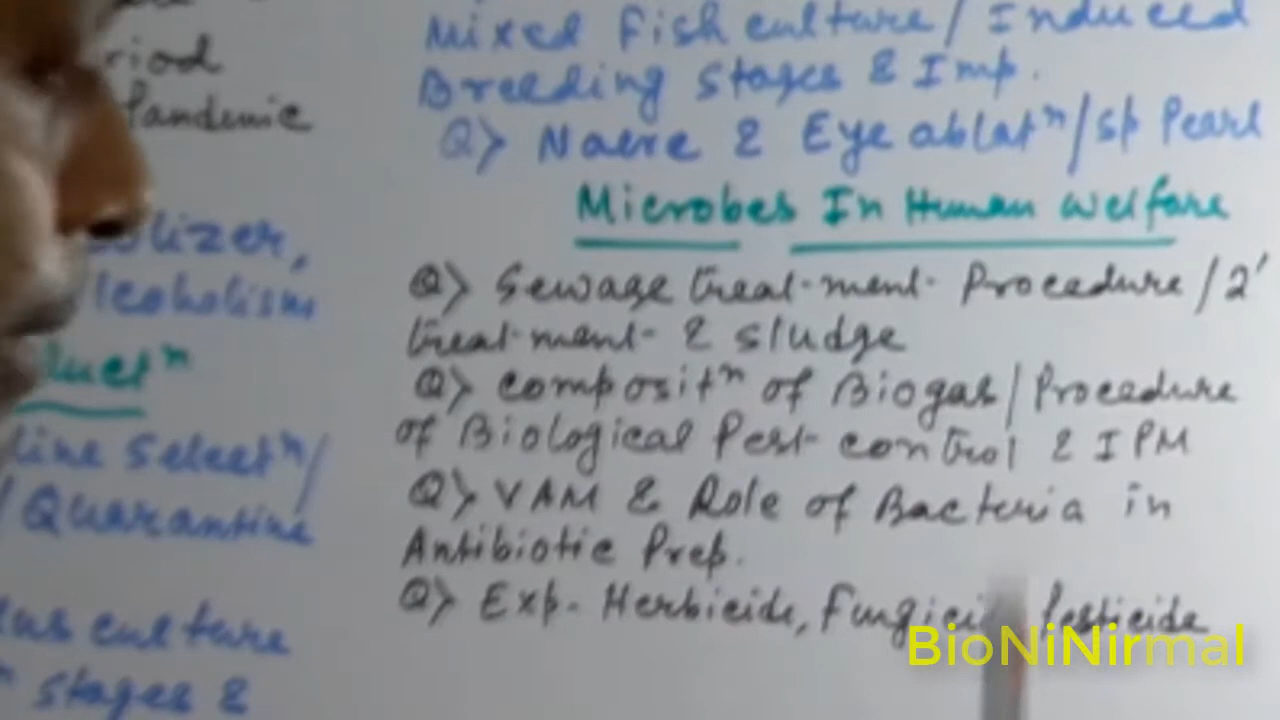 riod
Pandemic
lizer,
lcoholism
uctⁿ
line Selectⁿ/
/Quarantine
culture
stages &
Mixed Fish culture/Induced
Breeding stages & Imp.
Q> Nacre & Eye ablatⁿ/sp Pearl
Microbes In Human welfare
Q> Sewage treat-ment- Procedure/2'
treat-ment- & sludge
Q> Compositⁿ of Biogas/Procedure
of Biological Pest- control & IPM
Q> VAM & Role of Bacteria in
Antibiotic Prep.
Q> Exp- Herbicide, Fungici Pesticide
BioNiNirmal